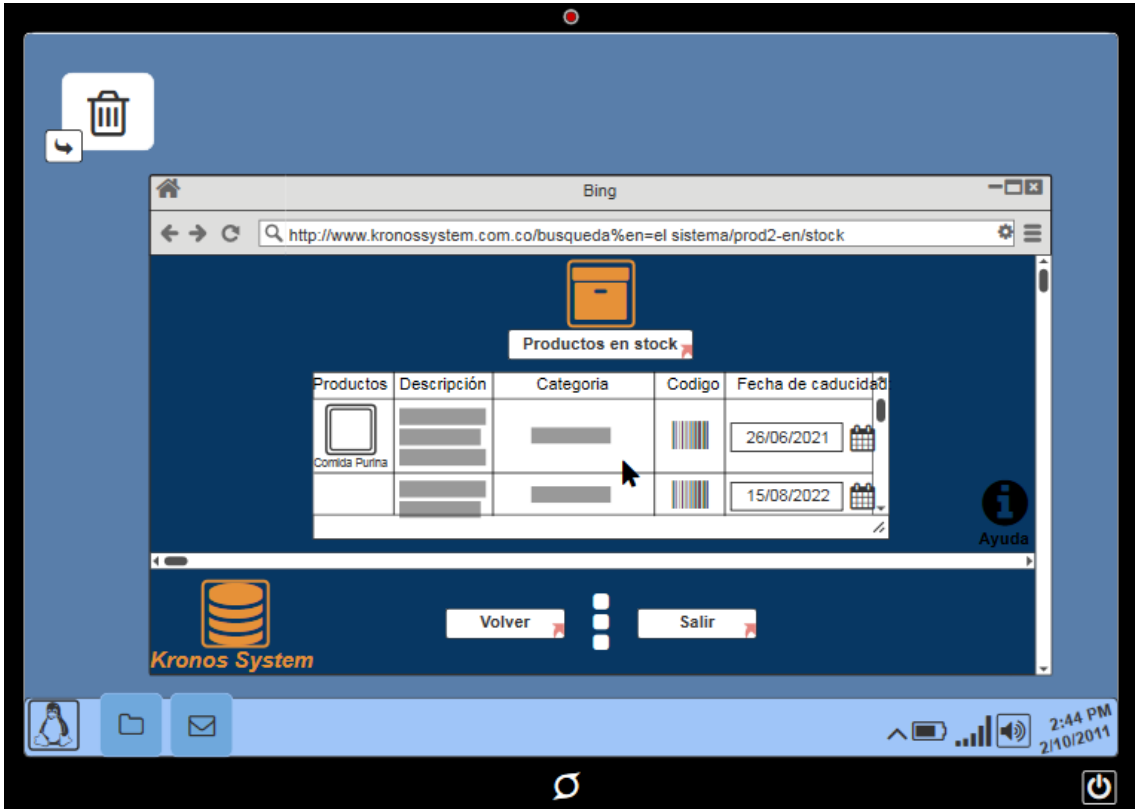 Bing
http://www.kronossystem.com.co/busqueda%en=el sistema/prod2-en/stock
Productos en stock
Productos Descripción Categoria Codigo Fecha de caducidad
Comida Purina
26/06/2021
15/08/2022
Ayuda
Volver
Salir
Kronos System
2:44 PM
2/10/2011